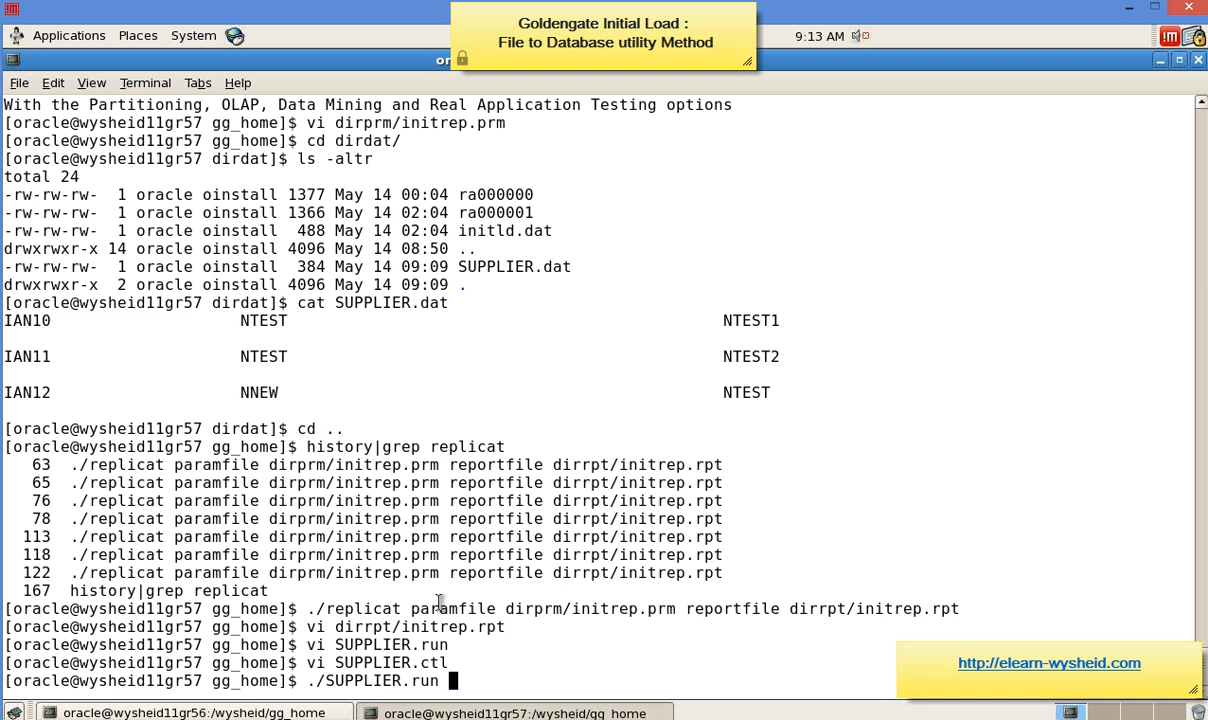 Goldengate Initial Load :
File to Database utility Method
Applications Places System
9:13 AM
or
File Edit View Terminal Tabs Help
With the Partitioning, OLAP, Data Mining and Real Application Testing options
[oracle@wysheid11gr57 gg_home]$ vi dirprm/initrep.prm
[oracle@wysheid11gr57 gg_home]$ cd dirdat/
[oracle@wysheid11gr57 dirdat]$ ls -altr
total 24
-rw-rw-rw-  1 oracle oinstall 1377 May 14 00:04 ra000000
-rw-rw-rw-  1 oracle oinstall 1366 May 14 02:04 ra000001
-rw-rw-rw-  1 oracle oinstall  488 May 14 02:04 initld.dat
drwxrwxr-x 14 oracle oinstall 4096 May 14 08:50 ..
-rw-rw-rw-  1 oracle oinstall  384 May 14 09:09 SUPPLIER.dat
drwxrwxr-x  2 oracle oinstall 4096 May 14 09:09 .
[oracle@wysheid11gr57 dirdat]$ cat SUPPLIER.dat
IAN10 NTEST NTEST1
IAN11 NTEST NTEST2
IAN12 NNEW NTEST
[oracle@wysheid11gr57 dirdat]$ cd ..
[oracle@wysheid11gr57 gg_home]$ history|grep replicat
63 ./replicat paramfile dirprm/initrep.prm reportfile dirrpt/initrep.rpt
65 ./replicat paramfile dirprm/initrep.prm reportfile dirrpt/initrep.rpt
76 ./replicat paramfile dirprm/initrep.prm reportfile dirrpt/initrep.rpt
78 ./replicat paramfile dirprm/initrep.prm reportfile dirrpt/initrep.rpt
113 ./replicat paramfile dirprm/initrep.prm reportfile dirrpt/initrep.rpt
118 ./replicat paramfile dirprm/initrep.prm reportfile dirrpt/initrep.rpt
122 ./replicat paramfile dirprm/initrep.prm reportfile dirrpt/initrep.rpt
167 history|grep replicat
[oracle@wysheid11gr57 gg_home]$ ./replicat paramfile dirprm/initrep.prm reportfile dirrpt/initrep.rpt
[oracle@wysheid11gr57 gg_home]$ vi dirrpt/initrep.rpt
[oracle@wysheid11gr57 gg_home]$ vi SUPPLIER.run
[oracle@wysheid11gr57 gg_home]$ vi SUPPLIER.ctl
[oracle@wysheid11gr57 gg_home]$ ./SUPPLIER.run
http://elearn-wysheid.com
oracle@wysheid11gr56:/wysheid/gg_home
oracle@wysheid11gr57:/wysheid/gg_home